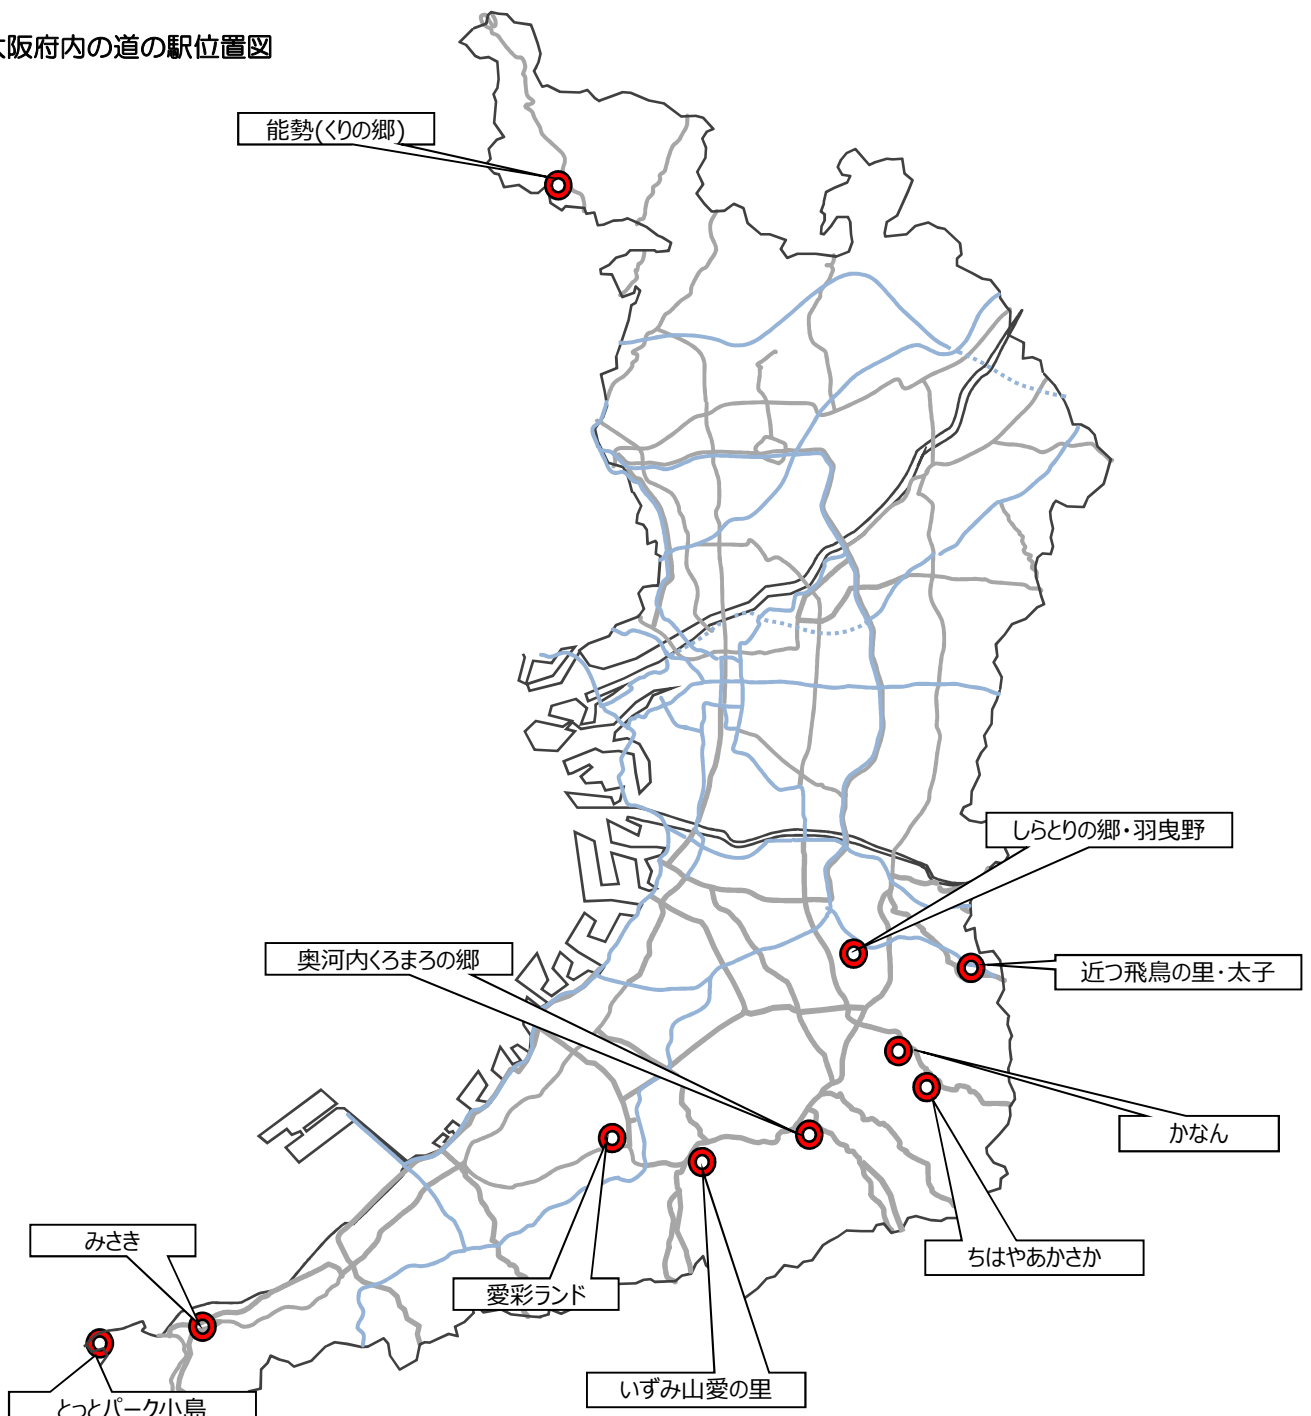 大阪府内の道の駅位置図
能勢(くりの郷)
しらとりの郷・羽曳野
奥河内くろまろの郷
近つ飛鳥の里・太子
かなん
ちはやあかさか
みさき
愛彩ランド
いずみ山愛の里
とっとパーク小島